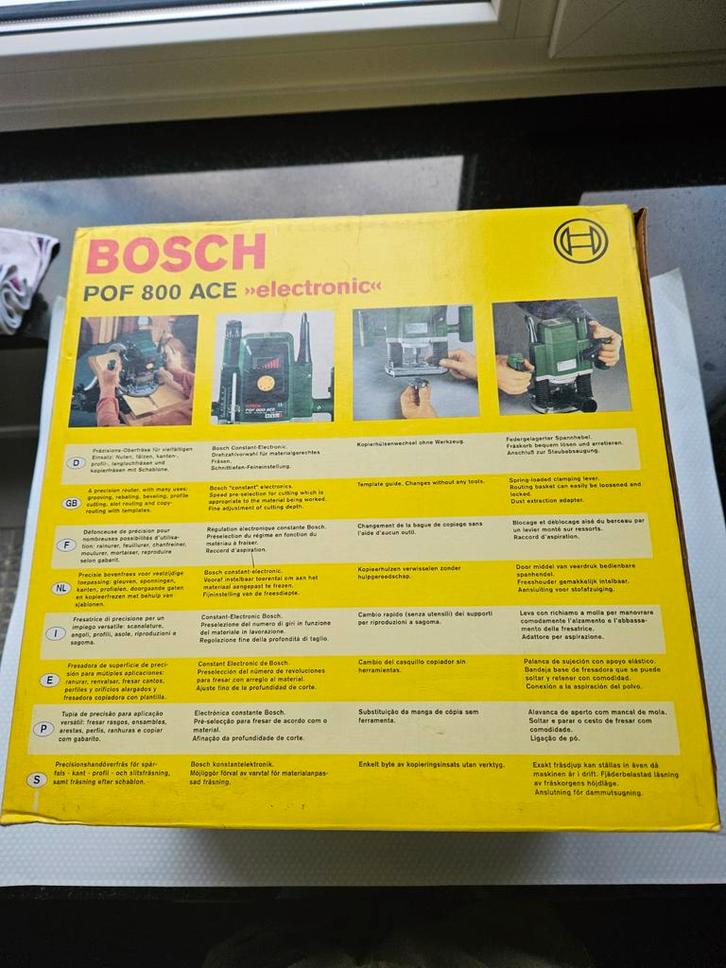 BOSCH
POF 800 ACE »electronic«
POF 800 ACE
D
Präzisions-Oberfräse für vielfältigen
Einsatz: Nuten, fälzen, kanten-,
profil-, langlochfräsen und
kopierfräsen mit Schablone.
Bosch Constant-Electronic.
Drehzahlvorwahl für materialgerechtes
Fräsen.
Schnittiefen-Feineinstellung.
Kopierhülsenwechsel ohne Werkzeug.
Federgelagerter Spannhebel.
Fräskorb bequem lösen und arretieren.
Anschluß zur Staubabsaugung.
GB
A precision router, with many uses:
grooving, rebating, beveling, profile
cutting, slot routing and copy-
routing with templates.
Bosch "constant" electronics.
Speed pre-selection for cutting which is
appropriate to the material being worked.
Fine adjustment of cutting depth.
Template guide. Changes without any tools.
Spring-loaded clamping lever.
Routing basket can easily be loosened and
locked.
Dust extraction adapter.
F
Défonceuse de précision pour
nombreuses possibilités d'utilisa-
tion: rainurer, feuillurer, chanfreiner,
moulurer, mortaiser, reproduire
selon gabarit.
Régulation électronique constante Bosch.
Préselection du régime en fonction du
matériau à fraiser.
Raccord d'aspiration.
Changement de la bague de copiage sans
l'aide d'aucun outil.
Blocage et déblocage aisé du berceau par
un levier monté sur ressorts.
Raccord d'aspiration.
NL
Precisie bovenfrees voor veelzijdige
toepassing: gleuven, sponningen,
kanten, profielen, doorgaande gaten
en kopieerfrezen met behulp van
sjablonen.
Bosch constant-electronic.
Vooraf instelbaar toerental om aan het
materiaal aangepast te frezen.
Fijninstelling van de freesdiepte.
Kopieerhulzen verwisselen zonder
hulpgereedschap.
Door middel van veerdruk bedienbare
spanhendel.
Freeshouder gemakkelijk instelbaar.
Aansluiting voor stofafzuiging.
I
Fresatrice di precisione per un
impiego versatile: scanalature,
angoli, profili, asole, riproduzioni a
sagoma.
Constant-Electronic Bosch.
Preselezione del numero di giri in funzione
del materiale in lavorazione.
Regolazione fine della profondità di taglio.
Cambio rapido (senza utensili) dei supporti
per riproduzioni a sagoma.
Leva con richiamo a molla per manovrare
comodamente l'alzamento e l'abbassa-
mento della fresatrice.
Adattore per aspirazione.
E
Fresadora de superficie de preci-
sión para mútiples aplicaciones:
ranurar, renvalsar, fresar cantos,
perfiles y orificios alargados y
fresadora copiadora con plantilla.
Constant Electronic de Bosch.
Preselección del número de revoluciones
para fresar con arreglo al material.
Ajuste fino de la profundidad de corte.
Cambio del casquillo copiador sin
herramientas.
Palanca de sujeción con apoyo elástico.
Bandeja base de fresadora que se puede
soltar y retener con comodidad.
Conexión a la aspiración del polvo.
P
Tupia de precisão para aplicação
versátil: fresar rasgos, ensambles,
arestas, perfis, ranhuras e copiar
com gabarito.
Electrónica constante Bosch.
Pré-selecção para fresar de acordo com o
material.
Afinação da profundidade de corte.
Substituição da manga de cópia sem
ferramenta.
Alavanca de aperto com mancal de mola.
Soltar e parar o cesto de fresar com
comodidade.
Ligação de pó.
S
Precisionshandöverfräs för spår-
fals - kant - profil - och slitsfräsning,
samt fräsning efter schablon.
Bosch konstantelektronik.
Möjliggör förval av varvtal för materialanpas-
sad fräsning.
Enkelt byte av kopieringsinsats utan verktyg.
Exakt fräsdjup kan ställas in även då
maskinen är i drift. Fjäderbelastad låsning
av fräskorgens höjdläge.
Anslutning för dammutsugning.